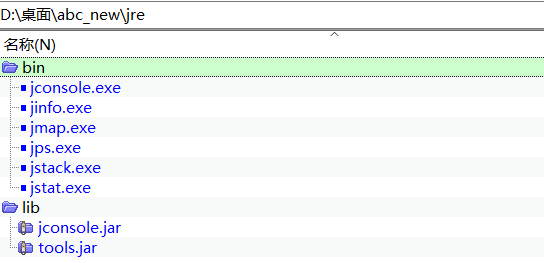 D:\桌面\abc_new\jre
名称(N)
bin
jconsole.exe
jinfo.exe
jmap.exe
jps.exe
jstack.exe
jstat.exe
lib
jconsole.jar
tools.jar